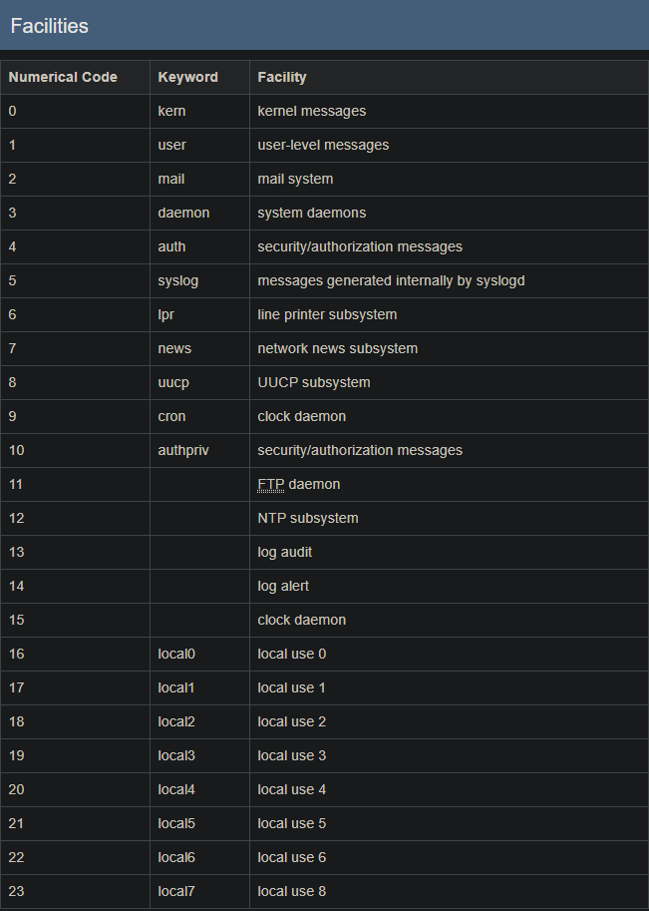 Facilities
Numerical Code Keyword Facility
0 kern kernel messages
1 user user-level messages
2 mail mail system
3 daemon system daemons
4 auth security/authorization messages
5 syslog messages generated internally by syslogd
6 lpr line printer subsystem
7 news network news subsystem
8 uucp UUCP subsystem
9 cron clock daemon
10 authpriv security/authorization messages
11 FTP daemon
12 NTP subsystem
13 log audit
14 log alert
15 clock daemon
16 local0 local use 0
17 local1 local use 1
18 local2 local use 2
19 local3 local use 3
20 local4 local use 4
21 local5 local use 5
22 local6 local use 6
23 local7 local use 8